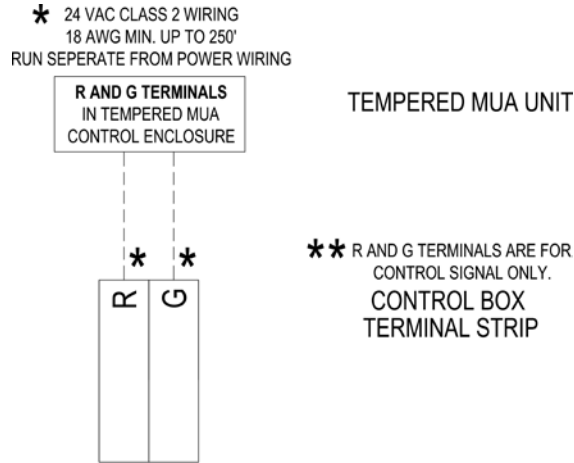 * 24 VAC CLASS 2 WIRING
18 AWG MIN. UP TO 250'
RUN SEPERATE FROM POWER WIRING
R AND G TERMINALS
IN TEMPERED MUA
CONTROL ENCLOSURE
TEMPERED MUA UNIT
* *
** R AND G TERMINALS ARE FOR
CONTROL SIGNAL ONLY.
R G
CONTROL BOX
TERMINAL STRIP